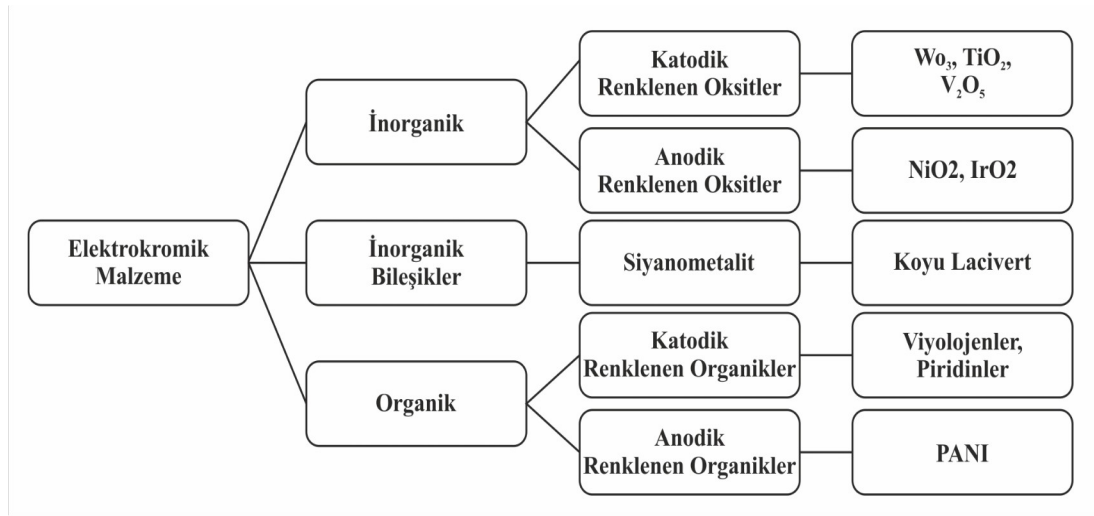 Elektrokromik
Malzeme
İnorganik
Katodik
Renklenen Oksitler
Wo₃, TiO₂,
V₂O₅
Anodik
Renklenen Oksitler
NiO2, IrO2
İnorganik
Bileşikler
Siyanometalit
Koyu Lacivert
Organik
Katodik
Renklenen Organikler
Viyolojenler,
Piridinler
Anodik
Renklenen Organikler
PANI